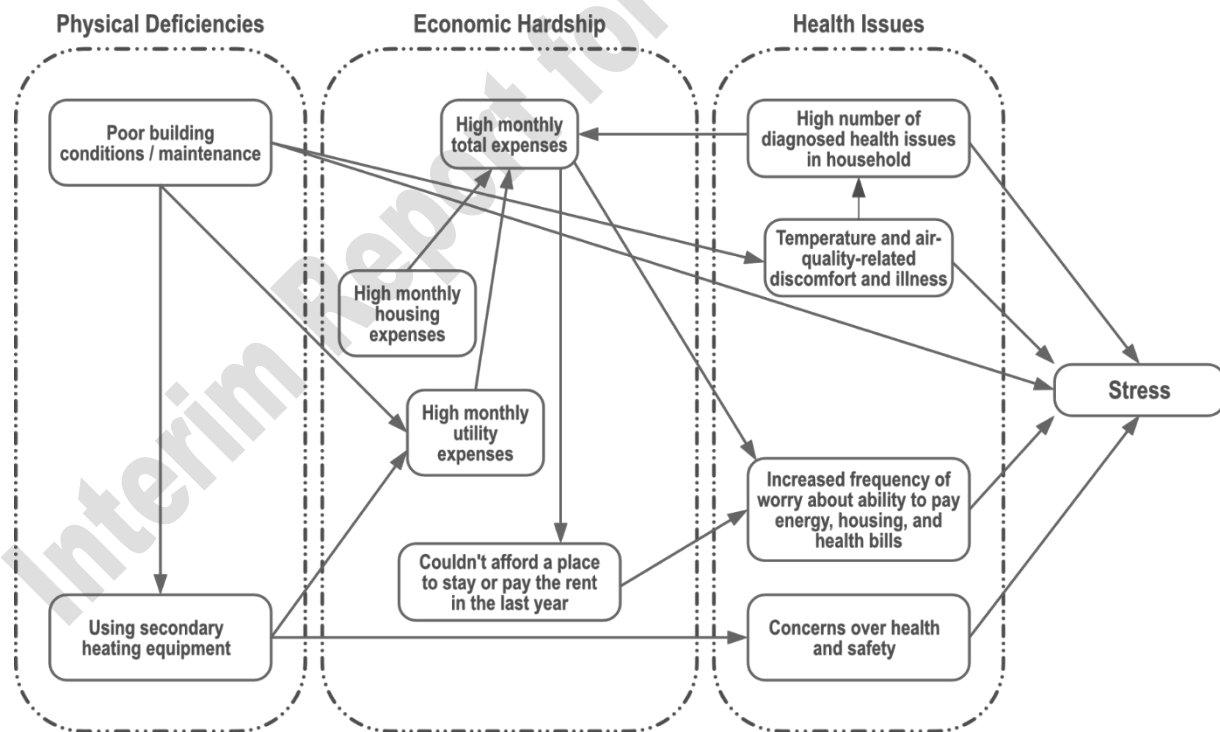 Physical Deficiencies
Economic Hardship
Health Issues
Poor building
conditions / maintenance
Using secondary
heating equipment
High monthly
total expenses
High monthly
housing
expenses
High monthly
utility
expenses
Couldn't afford a place
to stay or pay the rent
in the last year
High number of
diagnosed health issues
in household
Temperature and air-
quality-related
discomfort and illness
Increased frequency of
worry about ability to pay
energy, housing, and
health bills
Concerns over health
and safety
Stress
Interim Report for